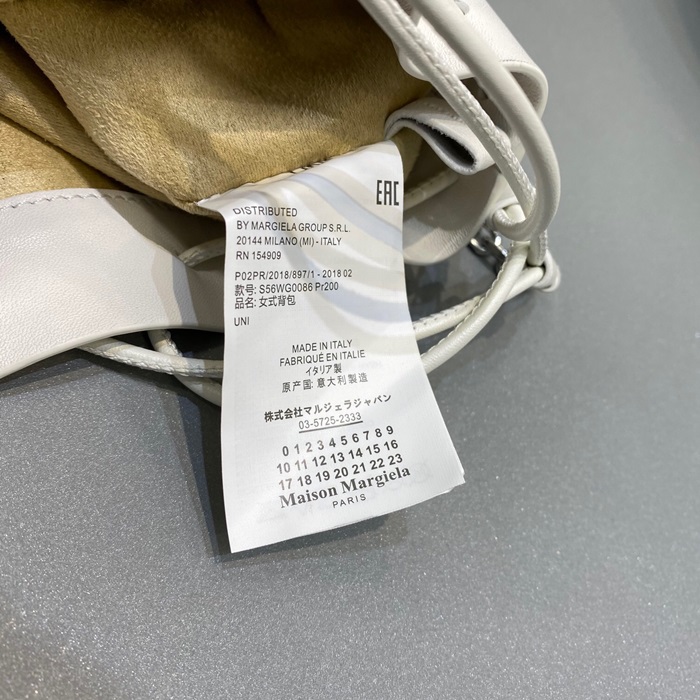 EAC
DISTRIBUTED
BY MARGIELA GROUP S.R.L.
20144 MILANO (MI) - ITALY
RN 154909
P02PR/2018/897/1 - 2018 02
款号: S56WG0086 Pr200
品名: 女式背包
UNI
MADE IN ITALY
FABRIQUÉ EN ITALIE
イタリア製
原产国: 意大利製造
株式会社マルジェラジャパン
03-5725-2333
0 1 2 3 4 5 6 7 8 9
10 11 12 13 14 15 16
17 18 19 20 21 22 23
Maison Margiela
PARIS